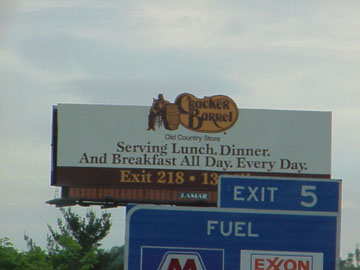 Cracker
Barrel
Old Country Store
Serving Lunch. Dinner.
And Breakfast All Day. Every Day.
Exit 218 • 13
LAMAR
EXIT 5
FUEL
EXXON